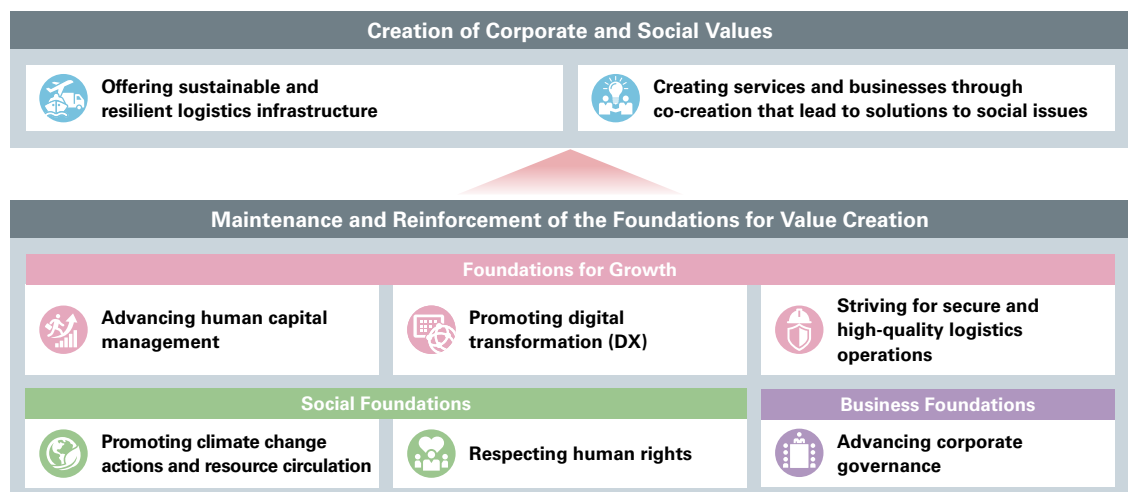 Creation of Corporate and Social Values
Offering sustainable and
resilient logistics infrastructure
Creating services and businesses through
co-creation that lead to solutions to social issues
Maintenance and Reinforcement of the Foundations for Value Creation
Foundations for Growth
Advancing human capital
management
Promoting digital
transformation (DX)
Striving for secure and
high-quality logistics
operations
Social Foundations
Promoting climate change
actions and resource circulation
Respecting human rights
Business Foundations
Advancing corporate
governance